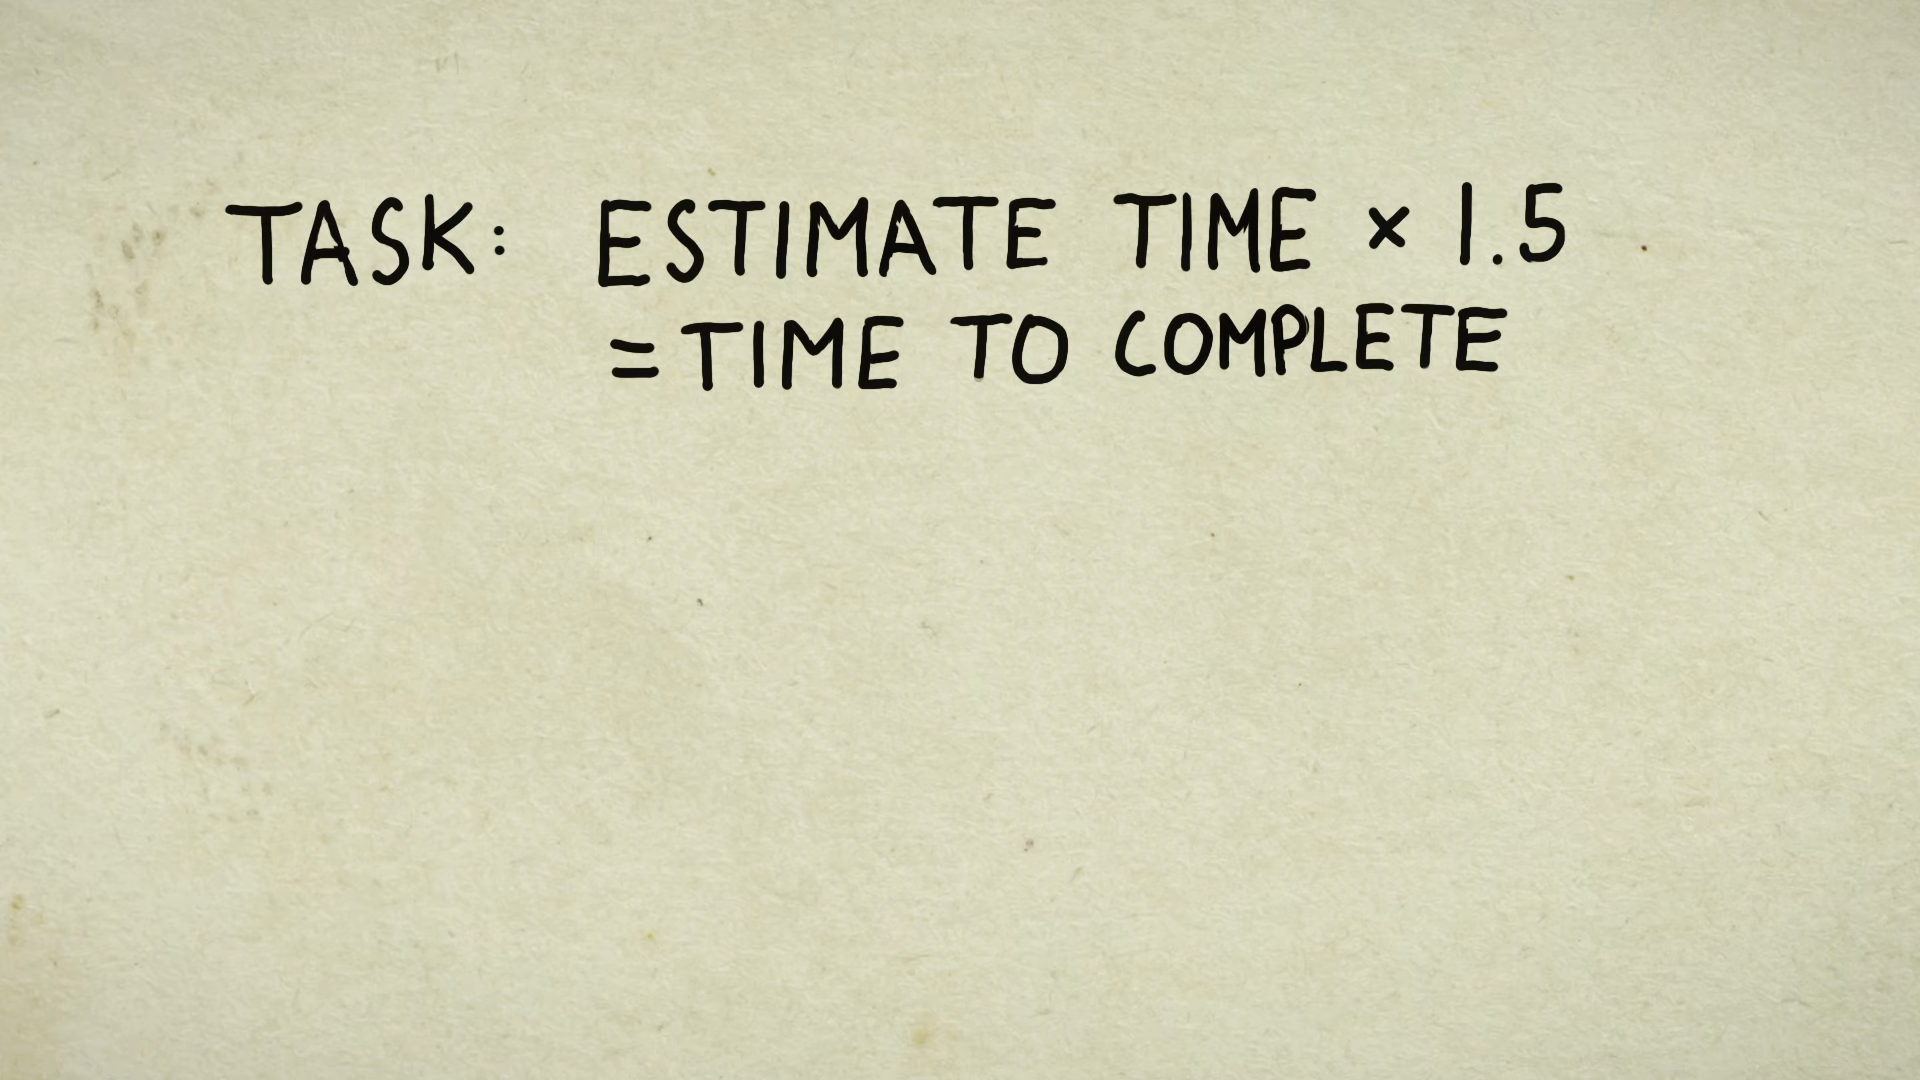 TASK: ESTIMATE TIME × 1.5
= TIME TO COMPLETE